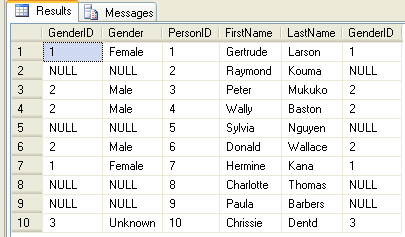 Results Messages
GenderID Gender PersonID FirstName LastName GenderID
1 1 Female 1 Gertrude Larson 1
2 NULL NULL 2 Raymond Kouma NULL
3 2 Male 3 Peter Mukuko 2
4 2 Male 4 Wally Baston 2
5 NULL NULL 5 Sylvia Nguyen NULL
6 2 Male 6 Donald Wallace 2
7 1 Female 7 Hermine Kana 1
8 NULL NULL 8 Charlotte Thomas NULL
9 NULL NULL 9 Paula Barbers NULL
10 3 Unknown 10 Chrissie Dentd 3